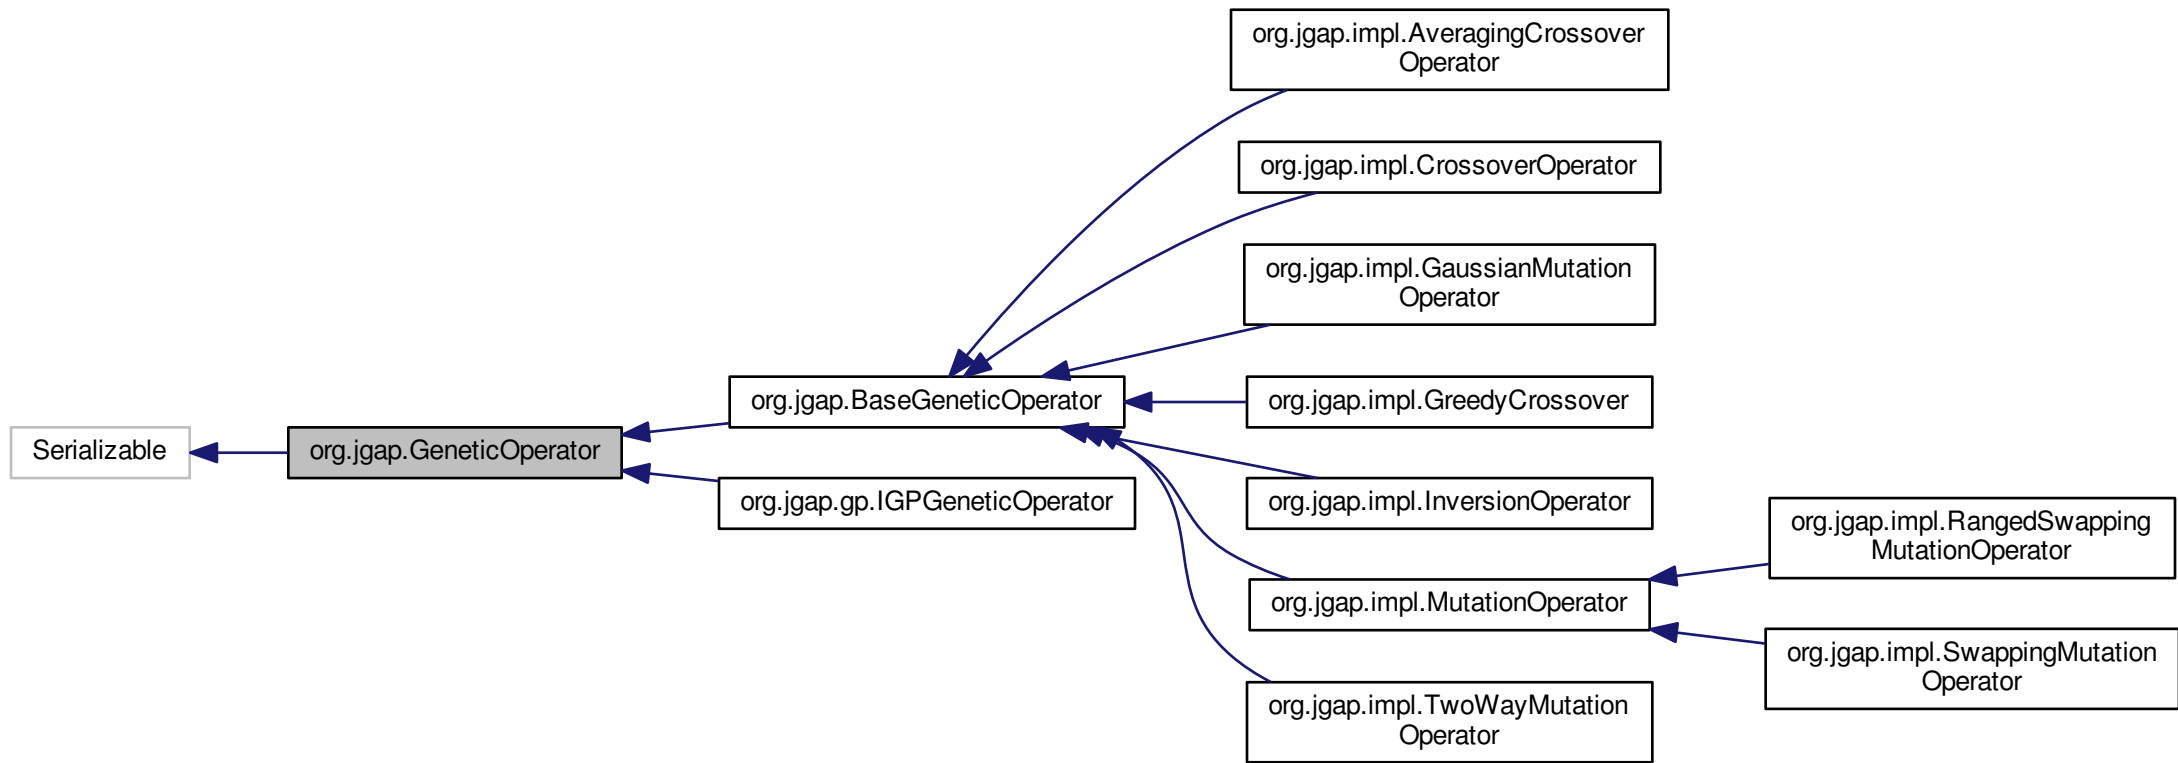 Serializable
org.jgap.GeneticOperator
org.jgap.BaseGeneticOperator
org.jgap.gp.IGPGeneticOperator
org.jgap.impl.AveragingCrossover
Operator
org.jgap.impl.CrossoverOperator
org.jgap.impl.GaussianMutation
Operator
org.jgap.impl.GreedyCrossover
org.jgap.impl.InversionOperator
org.jgap.impl.MutationOperator
org.jgap.impl.TwoWayMutation
Operator
org.jgap.impl.RangedSwapping
MutationOperator
org.jgap.impl.SwappingMutation
Operator